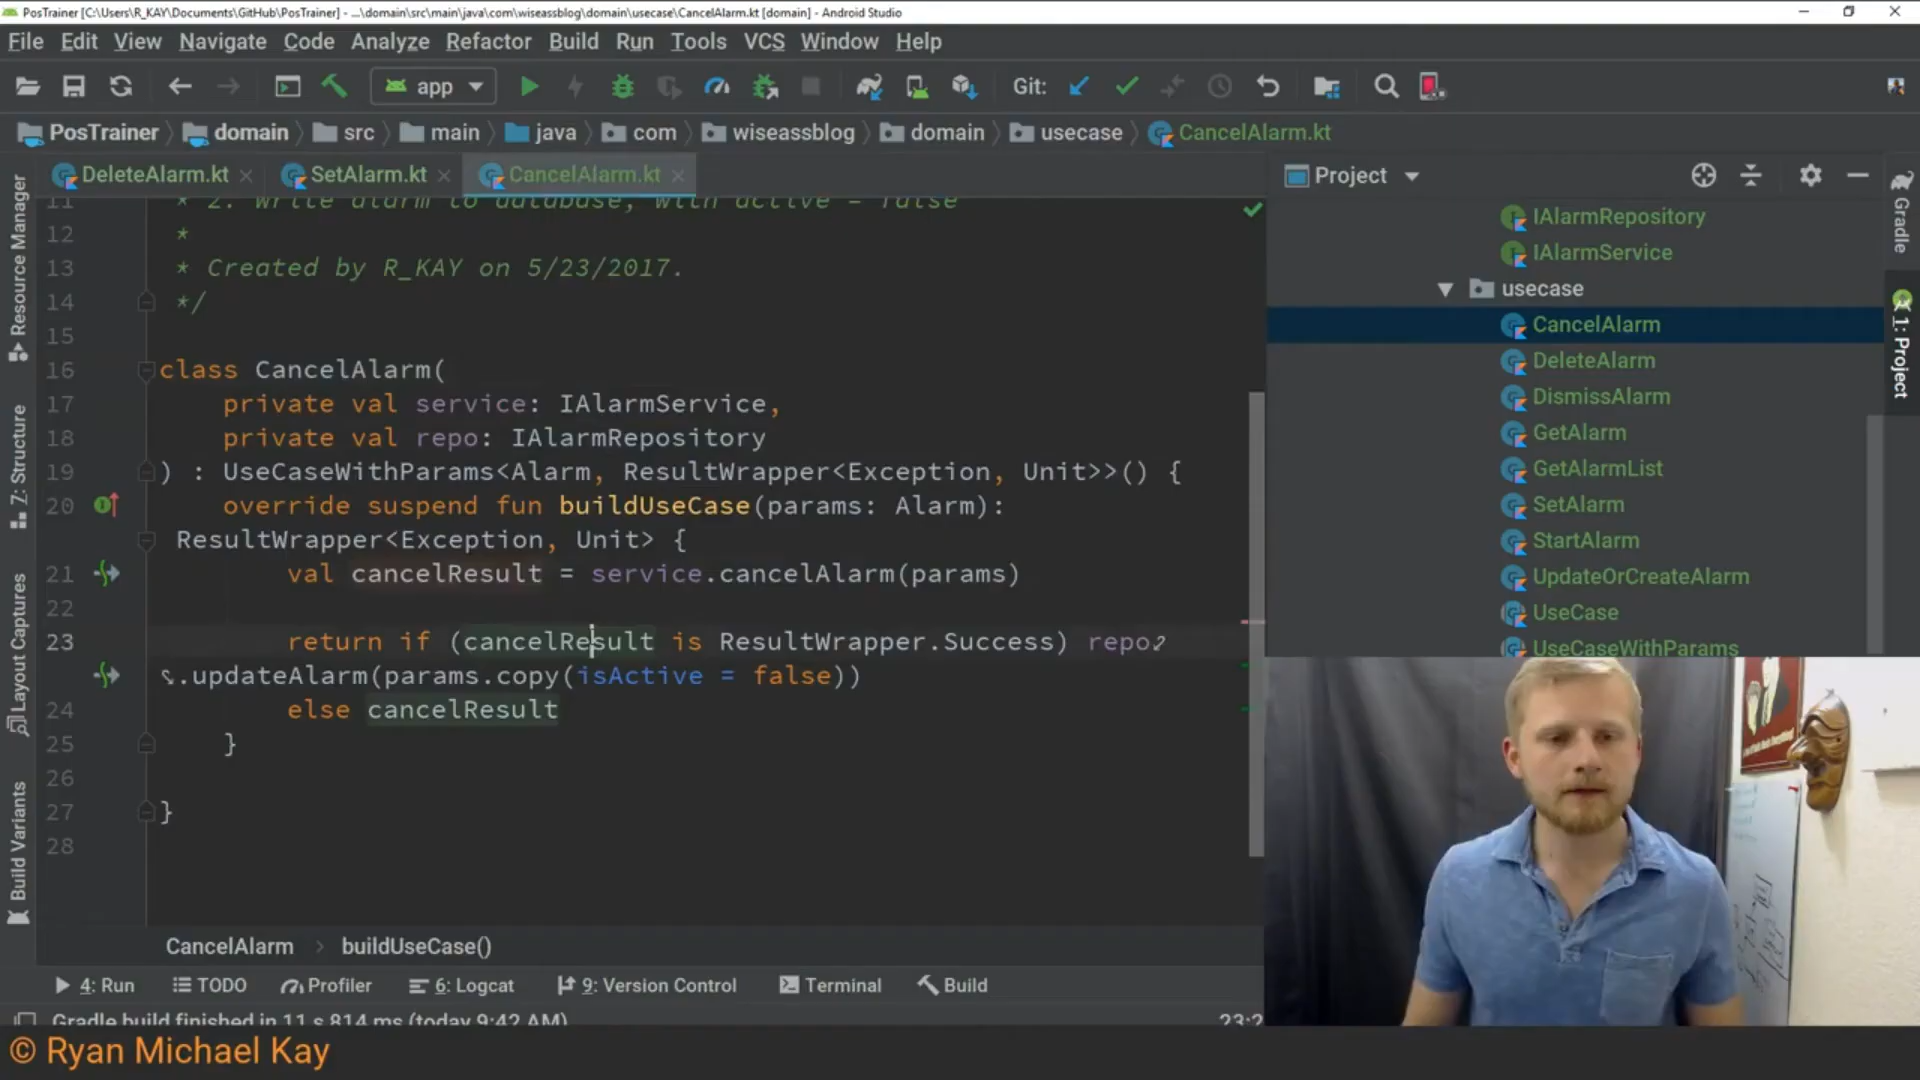 PosTrainer [C:\Users\R_KAY\Documents\GitHub\PosTrainer] - ...\domain\src\main\java\com\wiseassblog\domain\usecase\CancelAlarm.kt [domain] - Android Studio
File Edit View Navigate Code Analyze Refactor Build Run Tools VCS Window Help
app Git:
PosTrainer domain src main java com wiseassblog domain usecase CancelAlarm.kt
DeleteAlarm.kt SetAlarm.kt CancelAlarm.kt
Project
11 * 2. Write alarm to database, with active = false
12 *
13 * Created by R_KAY on 5/23/2017.
14 */
15
16 class CancelAlarm(
17 private val service: IAlarmService,
18 private val repo: IAlarmRepository
19 ) : UseCaseWithParams<Alarm, ResultWrapper<Exception, Unit>>() {
20 override suspend fun buildUseCase(params: Alarm):
ResultWrapper<Exception, Unit> {
21 val cancelResult = service.cancelAlarm(params)
22
23 return if (cancelResult is ResultWrapper.Success) repo
.updateAlarm(params.copy(isActive = false))
24 else cancelResult
25 }
26
27 }
28
IAlarmRepository
IAlarmService
usecase
CancelAlarm
DeleteAlarm
DismissAlarm
GetAlarm
GetAlarmList
SetAlarm
StartAlarm
UpdateOrCreateAlarm
UseCase
UseCaseWithParams
Resource Manager
7: Structure
Layout Captures
Build Variants
Gradle
1: Project
CancelAlarm buildUseCase()
4: Run TODO Profiler 6: Logcat 9: Version Control Terminal Build
Gradle build finished in 11 s 814 ms (today 9:42 AM)
© Ryan Michael Kay